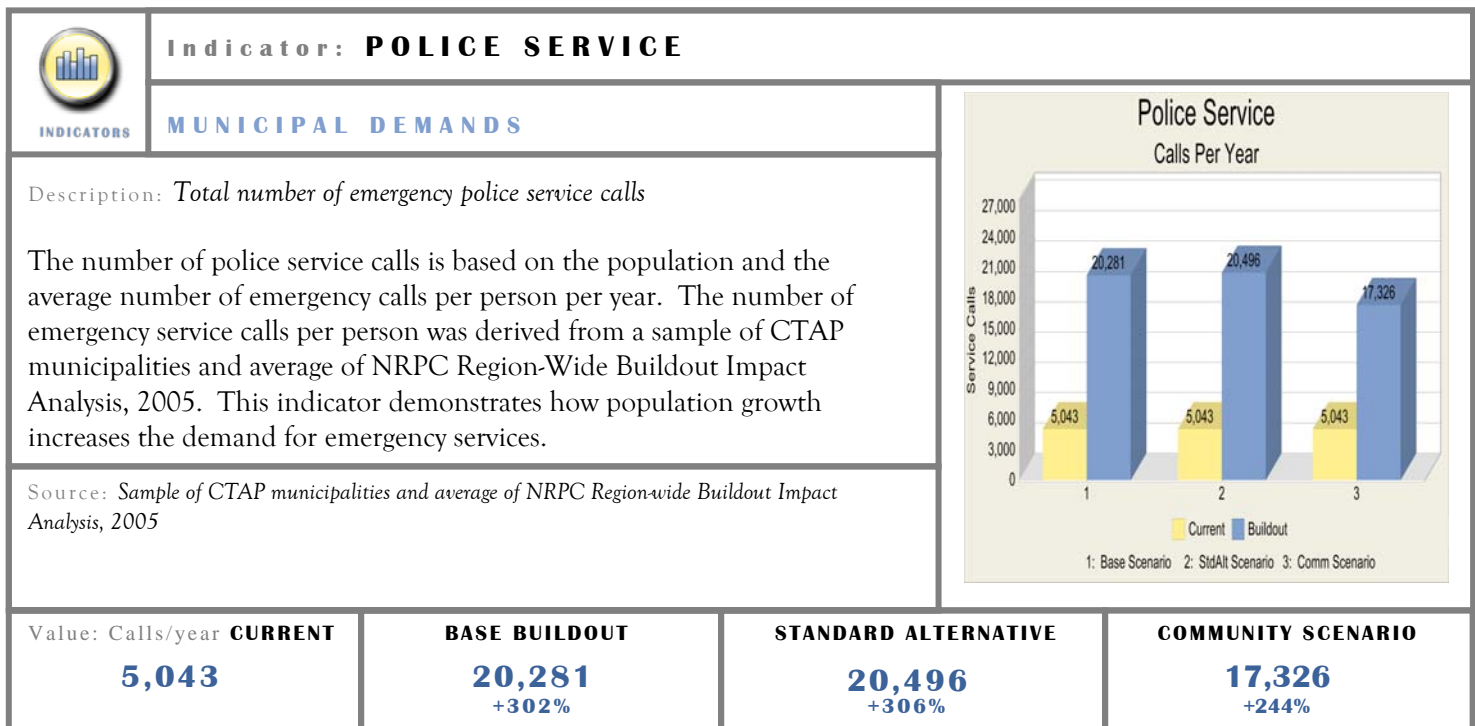 Indicator: POLICE SERVICE
INDICATORS
MUNICIPAL DEMANDS
Description: Total number of emergency police service calls
The number of police service calls is based on the population and the
average number of emergency calls per person per year. The number of
emergency service calls per person was derived from a sample of CTAP
municipalities and average of NRPC Region-Wide Buildout Impact
Analysis, 2005. This indicator demonstrates how population growth
increases the demand for emergency services.
Source: Sample of CTAP municipalities and average of NRPC Region-wide Buildout Impact
Analysis, 2005
Police Service
Calls Per Year
Service Calls
27,000
24,000
21,000
18,000
15,000
12,000
9,000
6,000
3,000
0
5,043
20,281
5,043
20,496
5,043
17,326
1 2 3
Current Buildout
1: Base Scenario 2: StdAlt Scenario 3: Comm Scenario
Value: Calls/year CURRENT
5,043
BASE BUILDOUT
20,281
+302%
STANDARD ALTERNATIVE
20,496
+306%
COMMUNITY SCENARIO
17,326
+244%